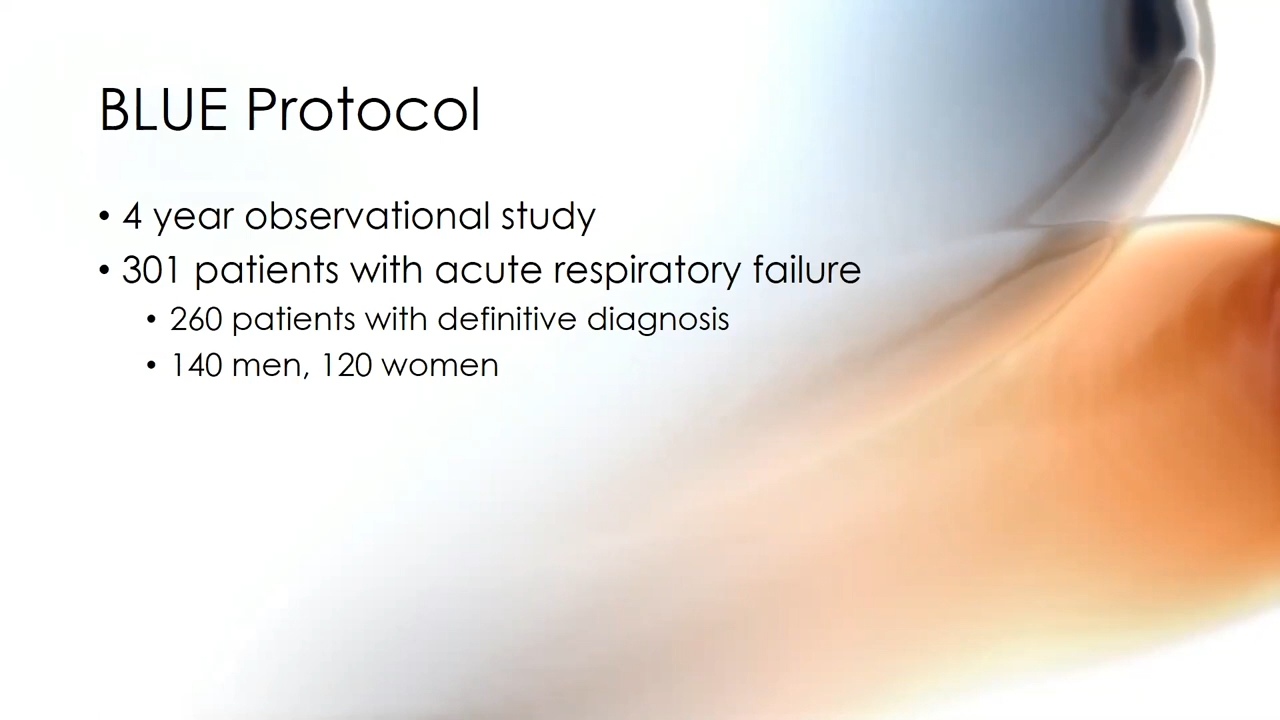 BLUE Protocol
• 4 year observational study
• 301 patients with acute respiratory failure
• 260 patients with definitive diagnosis
• 140 men, 120 women